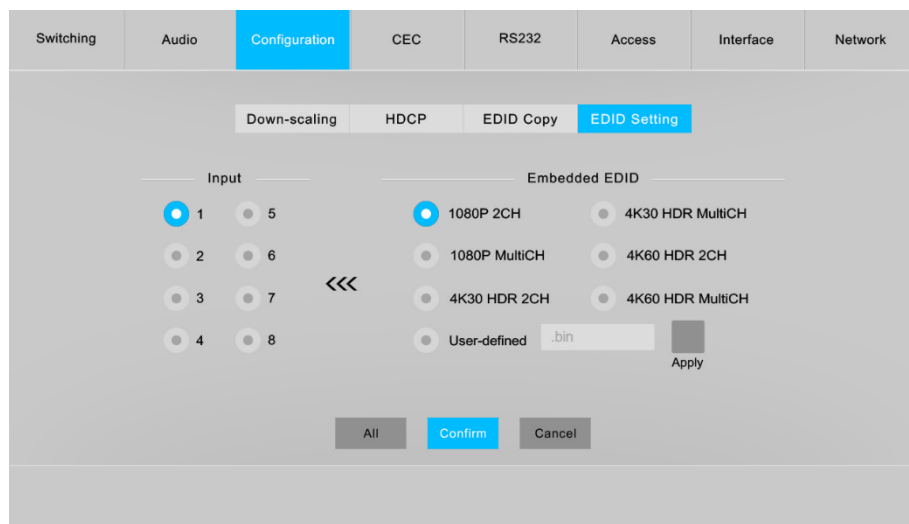 Switching Audio Configuration CEC RS232 Access Interface Network
Down-scaling HDCP EDID Copy EDID Setting
Input Embedded EDID
1 5 1080P 2CH 4K30 HDR MultiCH
2 6 1080P MultiCH 4K60 HDR 2CH
<<<
3 7 4K30 HDR 2CH 4K60 HDR MultiCH
4 8 User-defined .bin
Apply
All Confirm Cancel